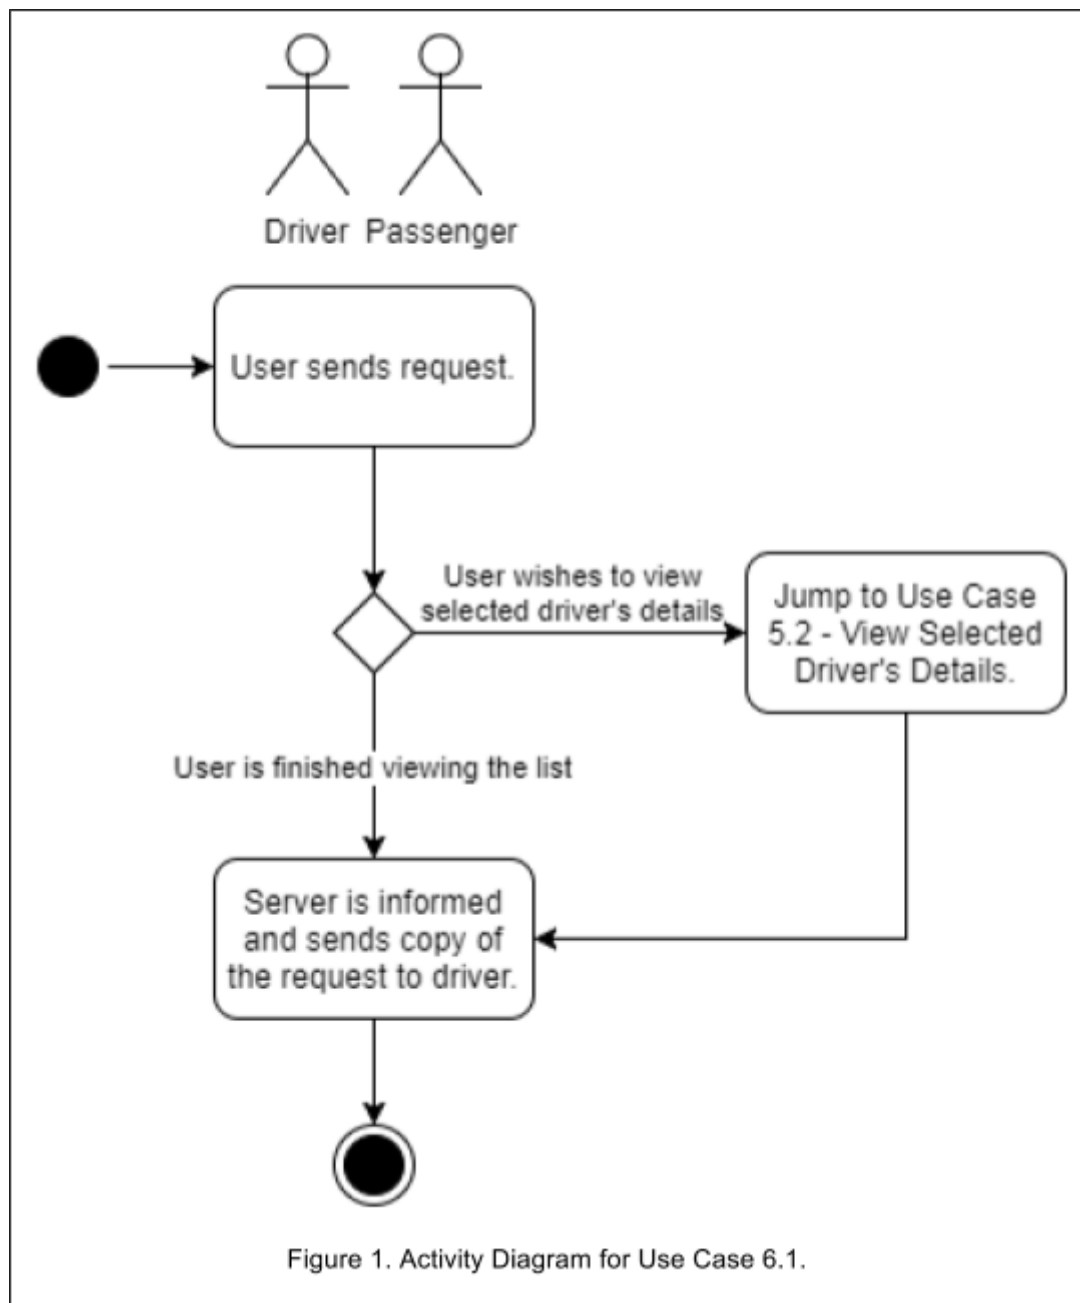 Driver Passenger
User sends request.
User wishes to view
selected driver's details
Jump to Use Case
5.2 - View Selected
Driver's Details.
User is finished viewing the list
Server is informed
and sends copy of
the request to driver.
Figure 1. Activity Diagram for Use Case 6.1.